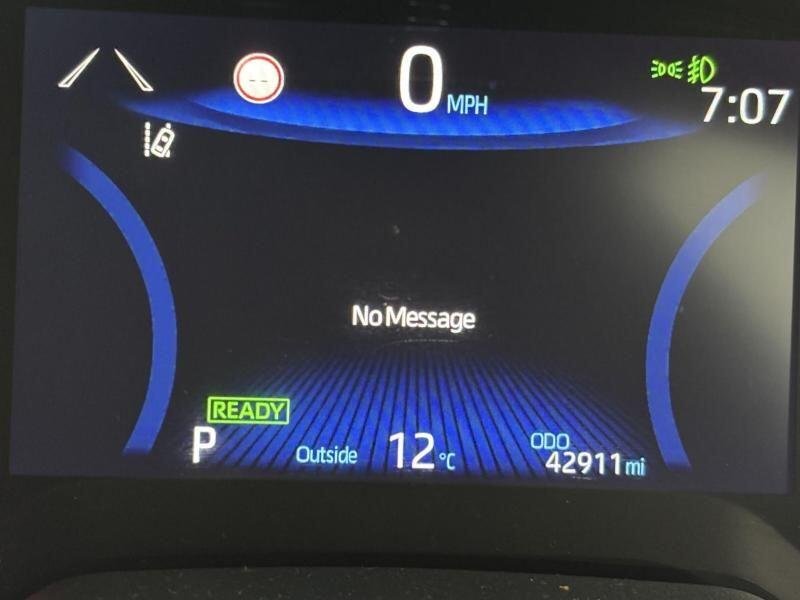 --
0 MPH
7:07
No Message
READY
P
Outside 12 °C
ODO
42911 mi